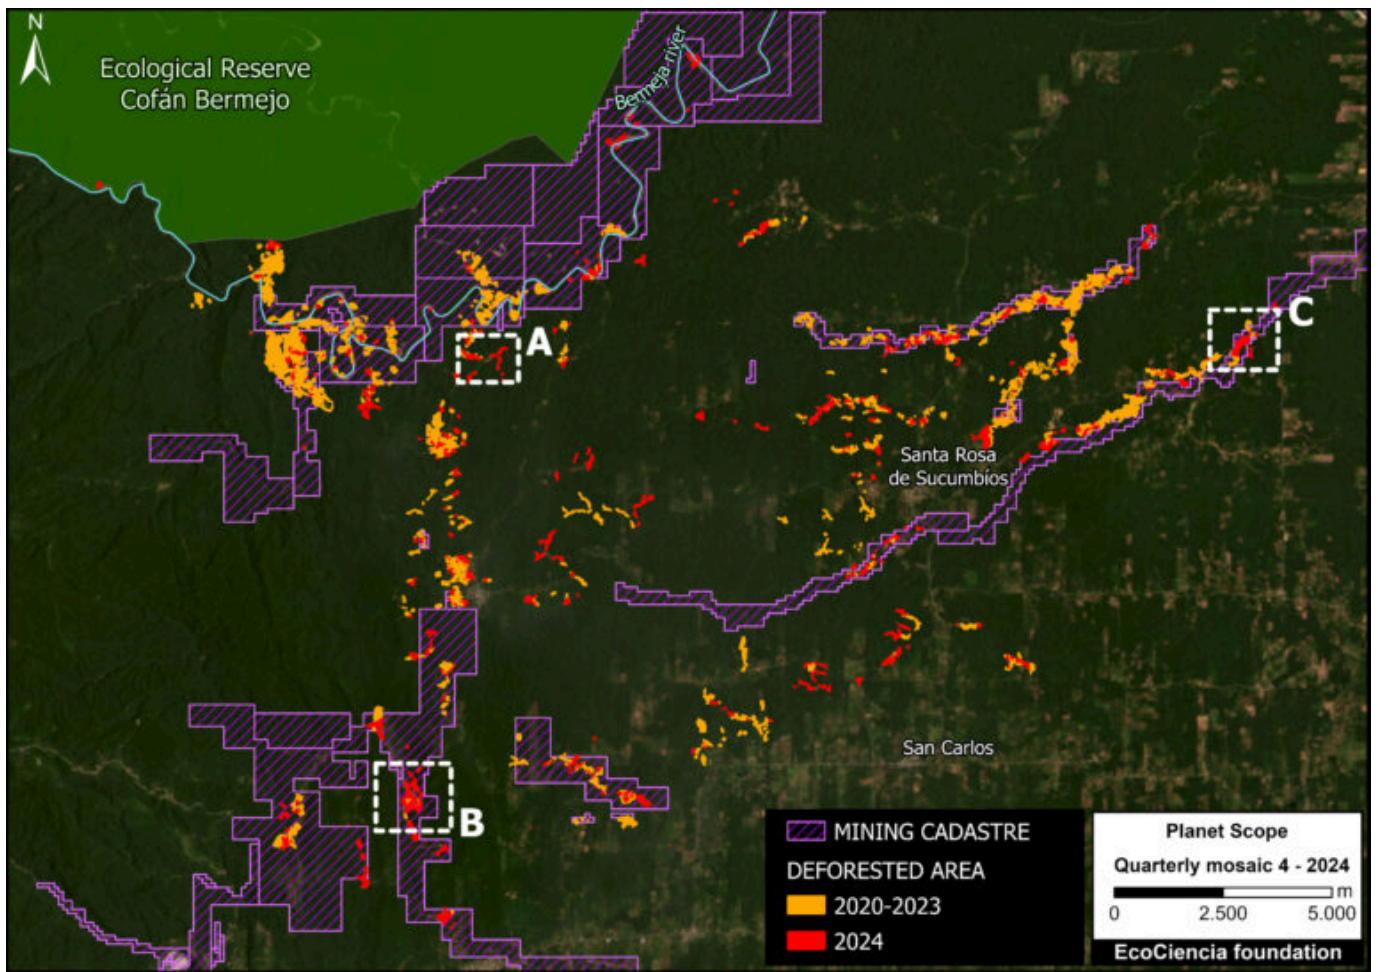 N
Ecological Reserve
Cofán Bermejo
Bermeja-river
A
C
Santa Rosa
de Sucumbíos
San Carlos
B
MINING CADASTRE
DEFORESTED AREA
2020-2023
2024
Planet Scope
Quarterly mosaic 4 - 2024
m
0 2.500 5.000
EcoCiencia foundation